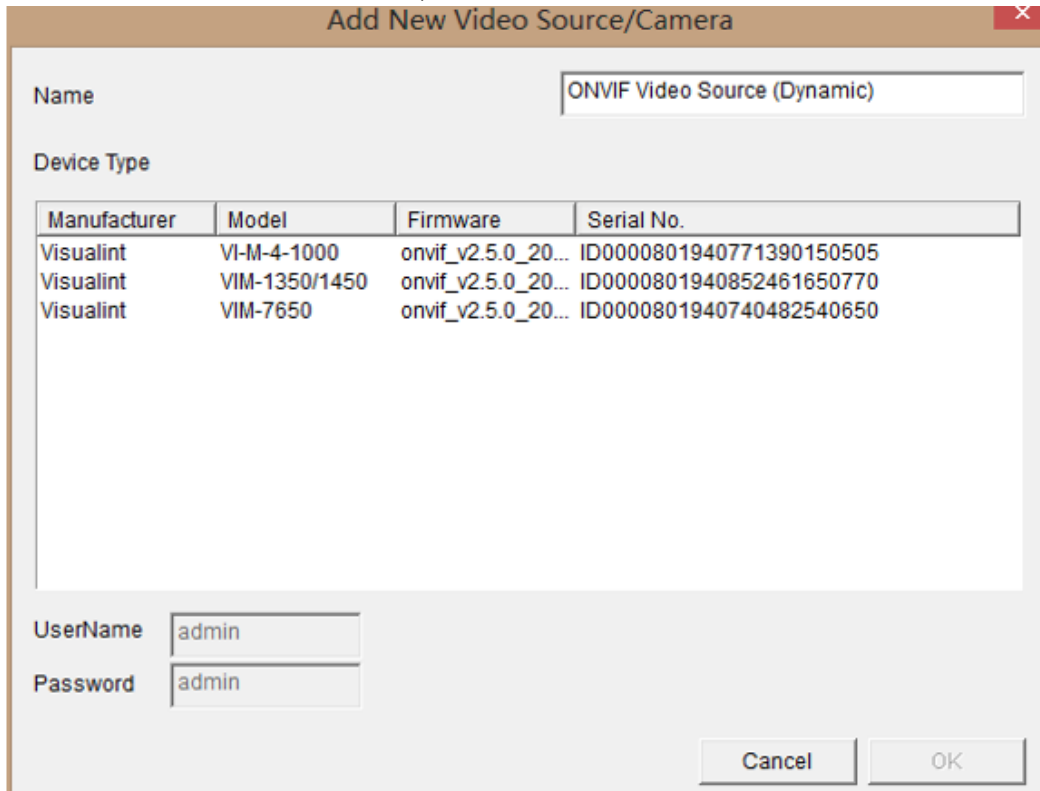 Add New Video Source/Camera
Name
ONVIF Video Source (Dynamic)
Device Type
Manufacturer Model Firmware Serial No.
Visualint VI-M-4-1000 onvif_v2.5.0_20... ID0000801940771390150505
Visualint VIM-1350/1450 onvif_v2.5.0_20... ID0000801940852461650770
Visualint VIM-7650 onvif_v2.5.0_20... ID0000801940740482540650
UserName admin
Password admin
Cancel OK